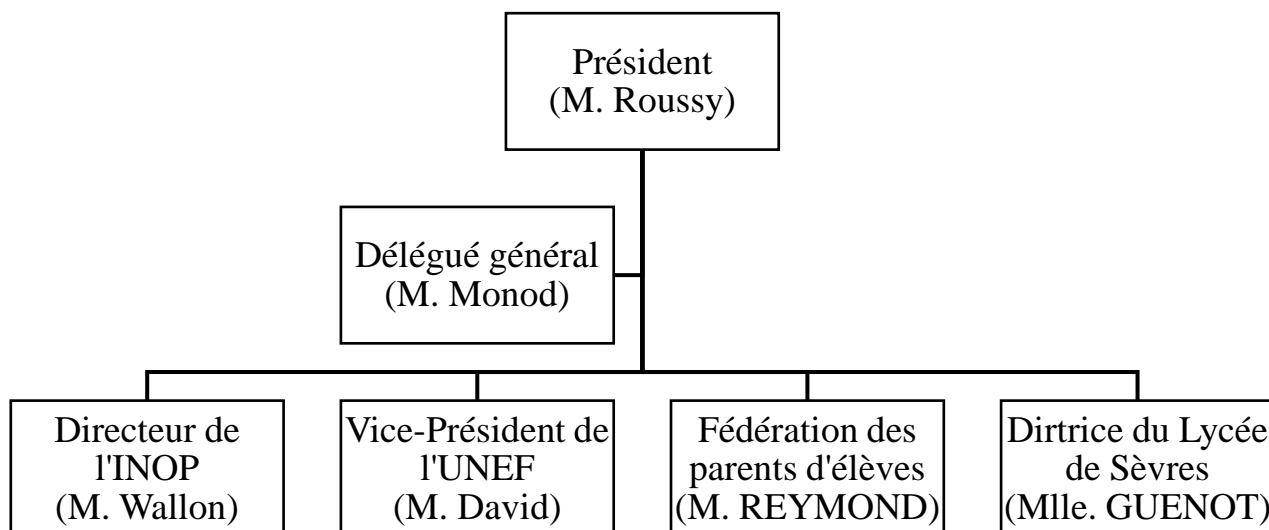 Président
(M. Roussy)
Délégué général
(M. Monod)
Directeur de
l'INOP
(M. Wallon)
Vice-Président de
l'UNEF
(M. David)
Fédération des
parents d'élèves
(M. REYMOND)
Dirtrice du Lycée
de Sèvres
(Mlle. GUENOT)